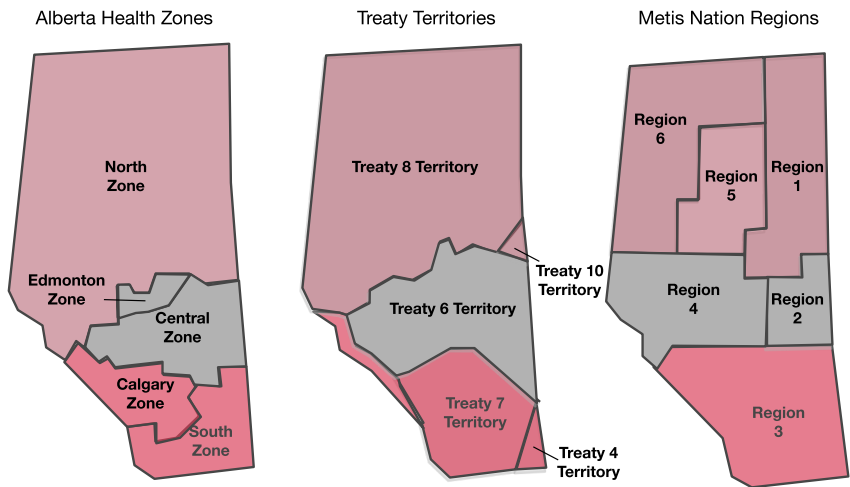 Alberta Health Zones
Treaty Territories
Metis Nation Regions
North
Zone
Edmonton
Zone
Central
Zone
Calgary
Zone
South
Zone
Treaty 8 Territory
Treaty 10
Territory
Treaty 6 Territory
Treaty 7
Territory
Treaty 4
Territory
Region
6
Region
5
Region
1
Region
4
Region
2
Region
3